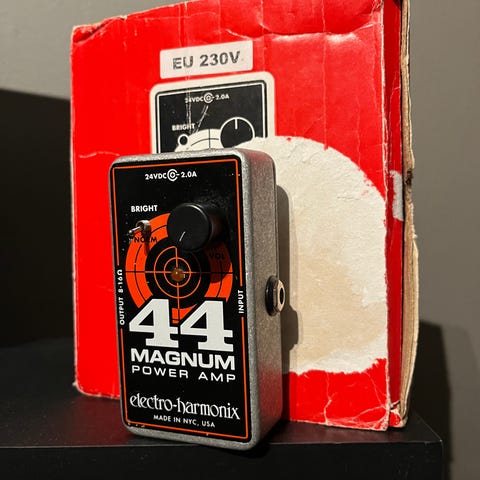 EU 230V
24VDC 2.0A
BRIGHT
24VDC 2.0A
BRIGHT
NORM
VOL
OUTPUT 8-16Ω
INPUT
44
MAGNUM
POWER AMP
electro-harmonix
MADE IN NYC, USA